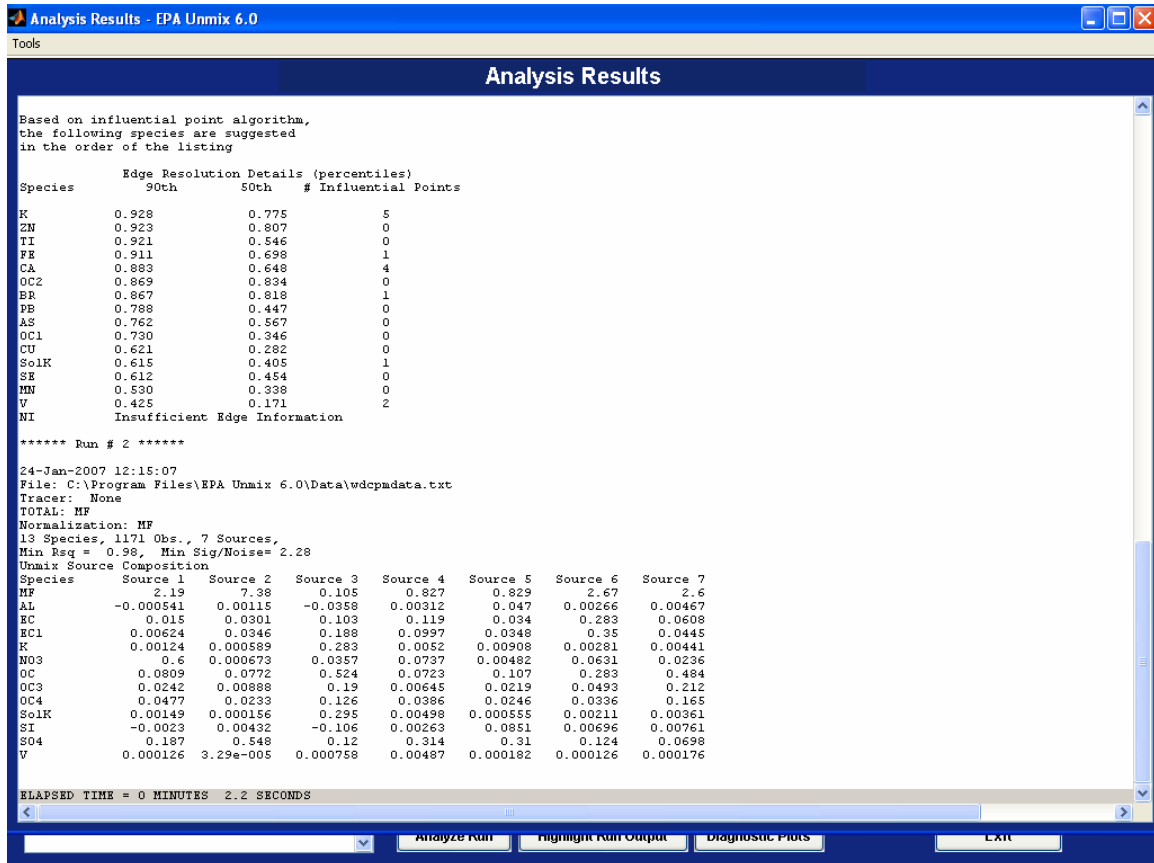 Analysis Results - EPA Unmix 6.0
Tools
Analysis Results
Based on influential point algorithm,
the following species are suggested
in the order of the listing
Edge Resolution Details (percentiles)
Species 90th 50th # Influential Points
K 0.928 0.775 5
ZN 0.923 0.807 0
TI 0.921 0.546 0
FE 0.911 0.698 1
CA 0.883 0.648 4
OC2 0.869 0.834 0
BR 0.867 0.818 1
PB 0.788 0.447 0
AS 0.762 0.567 0
OC1 0.730 0.346 0
CU 0.621 0.282 0
SolK 0.615 0.405 1
SE 0.612 0.454 0
MN 0.530 0.338 0
V 0.425 0.171 2
NI Insufficient Edge Information
****** Run # 2 ******
24-Jan-2007 12:15:07
File: C:\Program Files\EPA Unmix 6.0\Data\wdcpmdata.txt
Tracer: None
TOTAL: MF
Normalization: MF
13 Species, 1171 Obs., 7 Sources,
Min Rsq = 0.98, Min Sig/Noise= 2.28
Unmix Source Composition
Species Source 1 Source 2 Source 3 Source 4 Source 5 Source 6 Source 7
MF 2.19 7.38 0.105 0.827 0.829 2.67 2.6
AL -0.000541 0.00115 -0.0358 0.00312 0.047 0.00266 0.00467
EC 0.015 0.0301 0.103 0.119 0.034 0.283 0.0608
EC1 0.00624 0.0346 0.188 0.0997 0.0348 0.35 0.0445
K 0.00124 0.000589 0.283 0.0052 0.00908 0.00281 0.00441
NO3 0.6 0.000673 0.0357 0.0737 0.00482 0.0631 0.0236
OC 0.0809 0.0772 0.524 0.0723 0.107 0.283 0.484
OC3 0.0242 0.00888 0.19 0.00645 0.0219 0.0493 0.212
OC4 0.0477 0.0233 0.126 0.0386 0.0246 0.0336 0.165
SolK 0.00149 0.000156 0.295 0.00498 0.000555 0.00211 0.00361
SI -0.0023 0.00432 -0.106 0.00263 0.0851 0.00696 0.00761
SO4 0.187 0.548 0.12 0.314 0.31 0.124 0.0698
V 0.000126 3.29e-005 0.000758 0.00487 0.000182 0.000126 0.000176
ELAPSED TIME = 0 MINUTES 2.2 SECONDS
Analyze Run Highlight Run Output Diagnostic Plots Exit